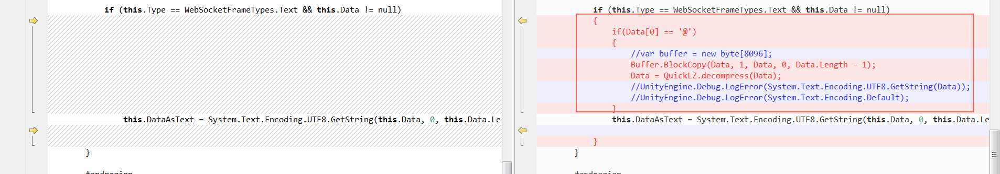 if (this.Type == WebSocketFrameTypes.Text && this.Data != null)
this.DataAsText = System.Text.Encoding.UTF8.GetString(this.Data, 0, this.Data.Le
}
#endregion
if (this.Type == WebSocketFrameTypes.Text && this.Data != null)
{
if(Data[0] == '@')
{
//var buffer = new byte[8096];
Buffer.BlockCopy(Data, 1, Data, 0, Data.Length - 1);
Data = QuickLZ.decompress(Data);
//UnityEngine.Debug.LogError(System.Text.Encoding.UTF8.GetString(Data));
//UnityEngine.Debug.LogError(System.Text.Encoding.Default);
}
this.DataAsText = System.Text.Encoding.UTF8.GetString(this.Data, 0, this.Data.Le
}
}
#endregion